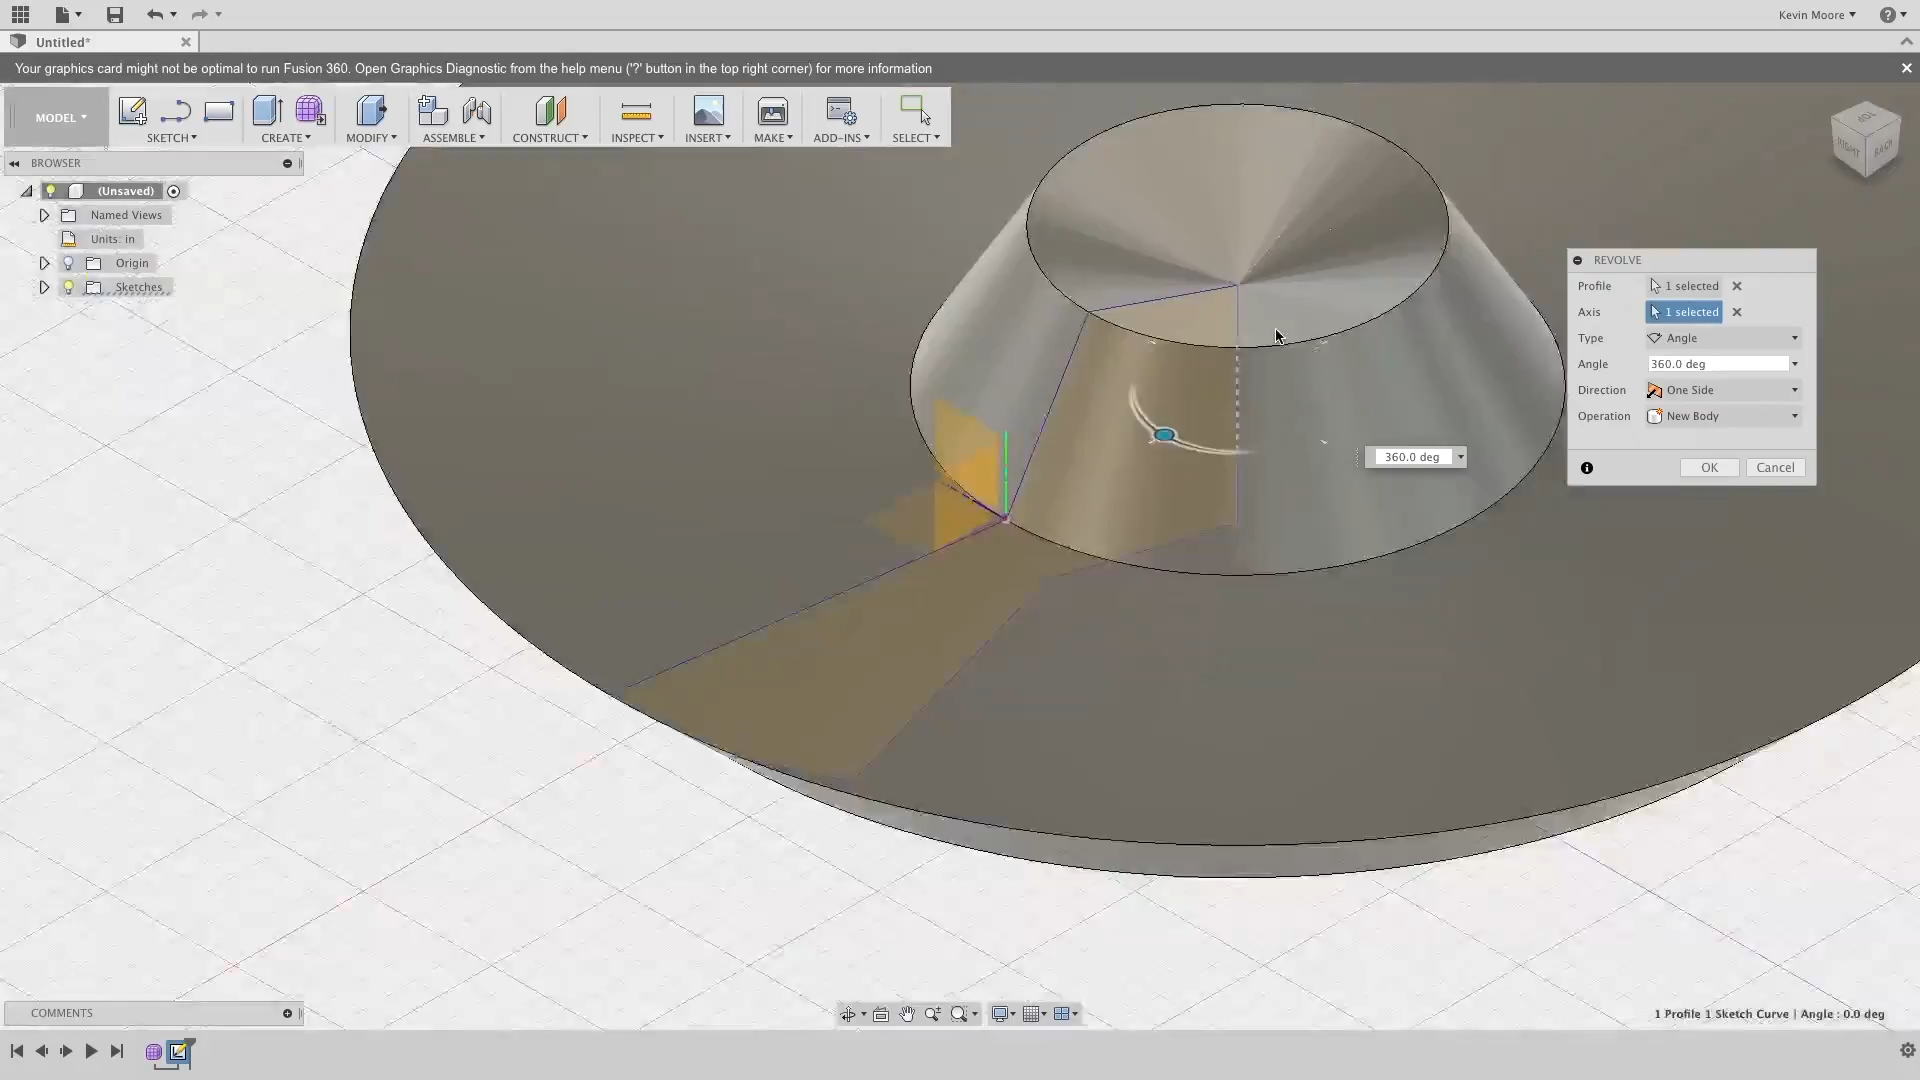 Kevin Moore
Untitled*
Your graphics card might not be optimal to run Fusion 360. Open Graphics Diagnostic from the help menu ('?' button in the top right corner) for more information
MODEL
SKETCH
CREATE
MODIFY
ASSEMBLE
CONSTRUCT
INSPECT
INSERT
MAKE
ADD-INS
SELECT
BROWSER
(Unsaved)
Named Views
Units: in
Origin
Sketches
TOP
RIGHT
BACK
REVOLVE
Profile 1 selected
Axis 1 selected
Type Angle
Angle 360.0 deg
Direction One Side
Operation New Body
OK Cancel
360.0 deg
COMMENTS
1 Profile 1 Sketch Curve | Angle : 0.0 deg